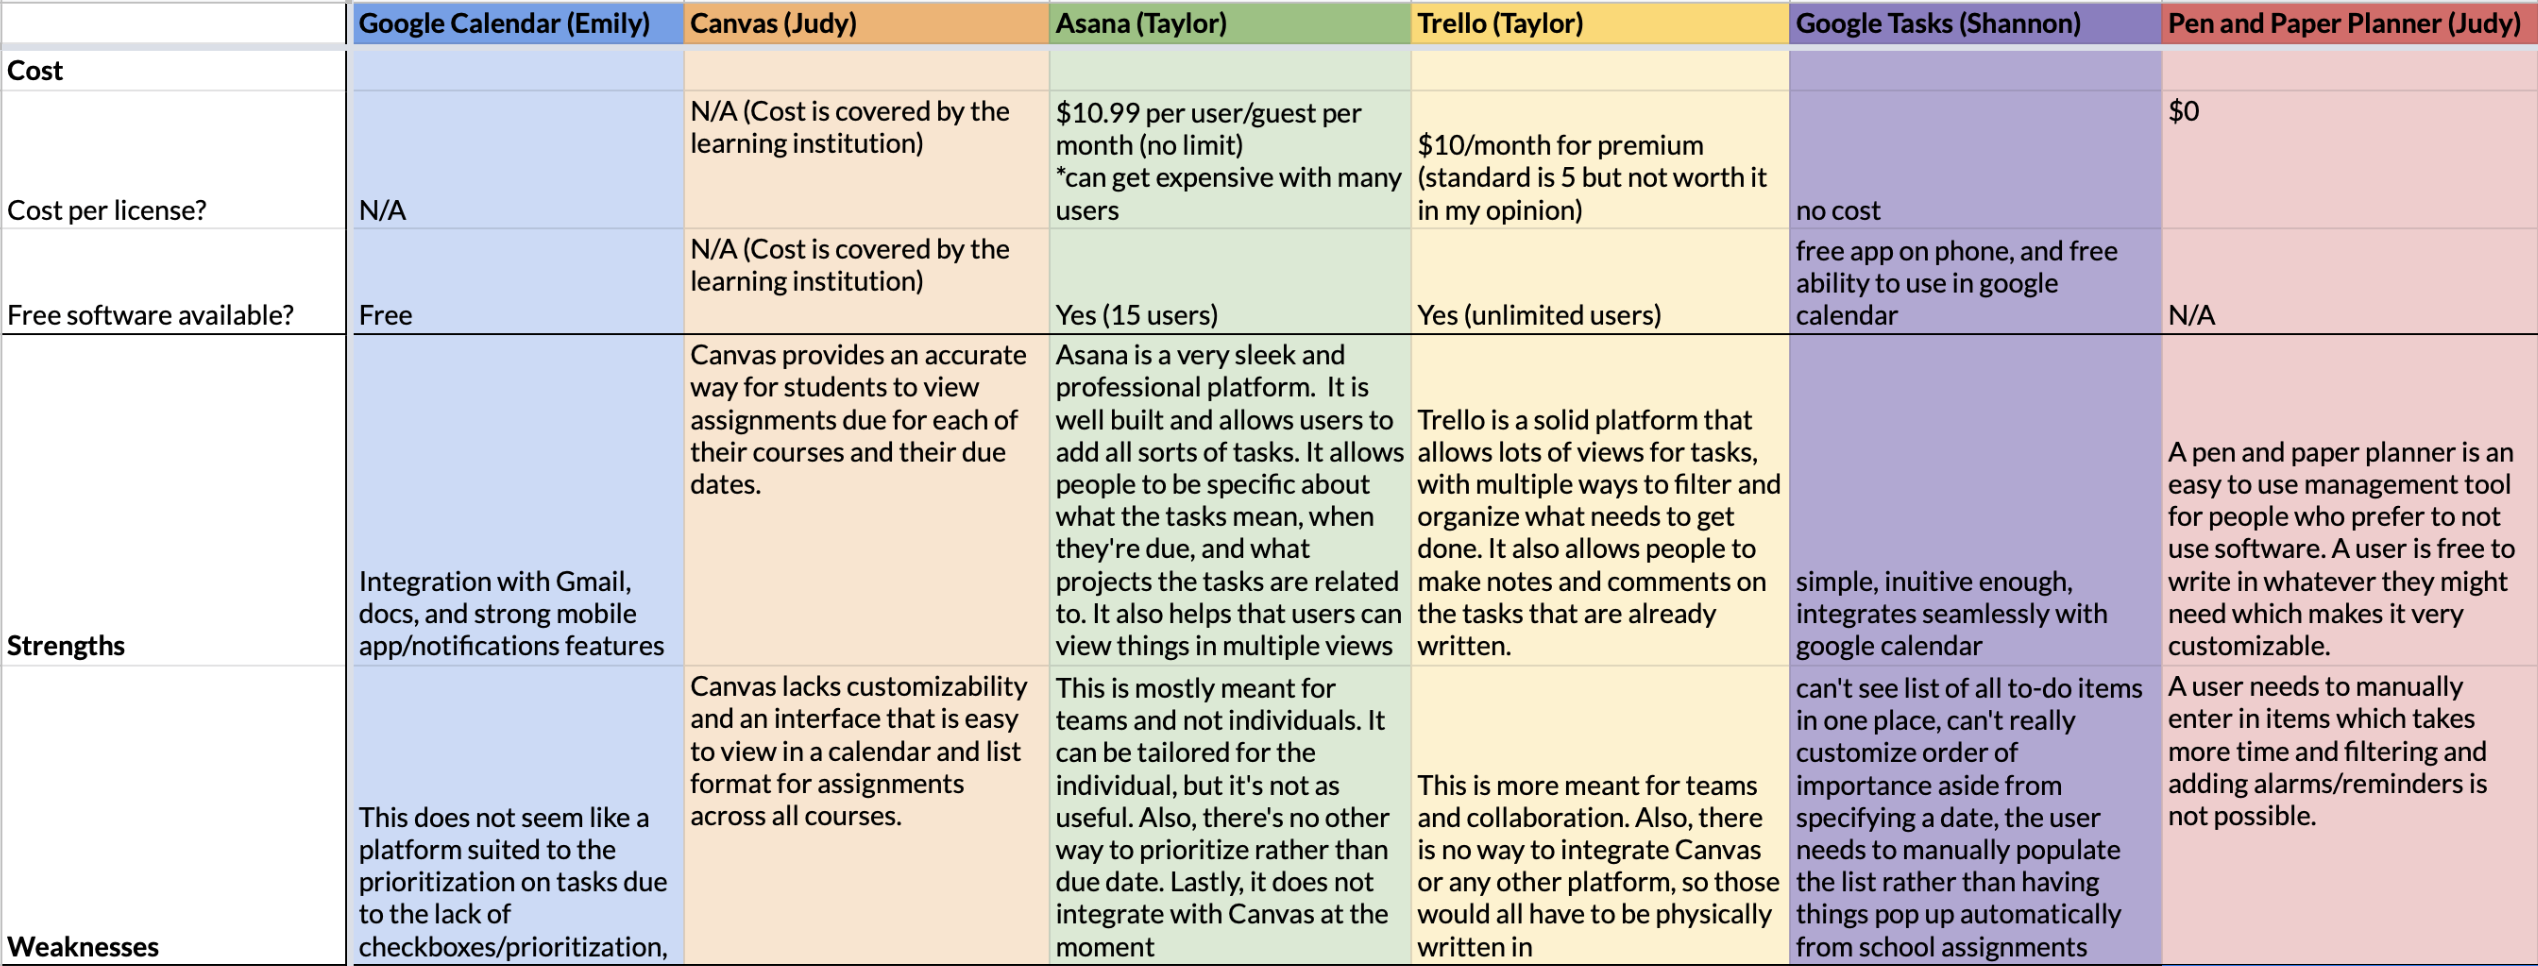 Google Calendar (Emily)
Canvas (Judy)
Asana (Taylor)
Trello (Taylor)
Google Tasks (Shannon)
Pen and Paper Planner (Judy)
Cost
Cost per license?
N/A
N/A (Cost is covered by the
learning institution)
$10.99 per user/guest per
month (no limit)
*can get expensive with many
users
$10/month for premium
(standard is 5 but not worth it
in my opinion)
no cost
$0
Free software available?
Free
N/A (Cost is covered by the
learning institution)
Yes (15 users)
Yes (unlimited users)
free app on phone, and free
ability to use in google
calendar
N/A
Strengths
Integration with Gmail,
docs, and strong mobile
app/notifications features
Canvas provides an accurate
way for students to view
assignments due for each of
their courses and their due
dates.
Asana is a very sleek and
professional platform.  It is
well built and allows users to
add all sorts of tasks. It allows
people to be specific about
what the tasks mean, when
they're due, and what
projects the tasks are related
to. It also helps that users can
view things in multiple views
Trello is a solid platform that
allows lots of views for tasks,
with multiple ways to filter and
organize what needs to get
done. It also allows people to
make notes and comments on
the tasks that are already
written.
simple, inuitive enough,
integrates seamlessly with
google calendar
A pen and paper planner is an
easy to use management tool
for people who prefer to not
use software. A user is free to
write in whatever they might
need which makes it very
customizable.
Weaknesses
This does not seem like a
platform suited to the
prioritization on tasks due
to the lack of
checkboxes/prioritization,
Canvas lacks customizability
and an interface that is easy
to view in a calendar and list
format for assignments
across all courses.
This is mostly meant for
teams and not individuals. It
can be tailored for the
individual, but it's not as
useful. Also, there's no other
way to prioritize rather than
due date. Lastly, it does not
integrate with Canvas at the
moment
This is more meant for teams
and collaboration. Also, there
is no way to integrate Canvas
or any other platform, so those
would all have to be physically
written in
can't see list of all to-do items
in one place, can't really
customize order of
importance aside from
specifying a date, the user
needs to manually populate
the list rather than having
things pop up automatically
from school assignments
A user needs to manually
enter in items which takes
more time and filtering and
adding alarms/reminders is
not possible.